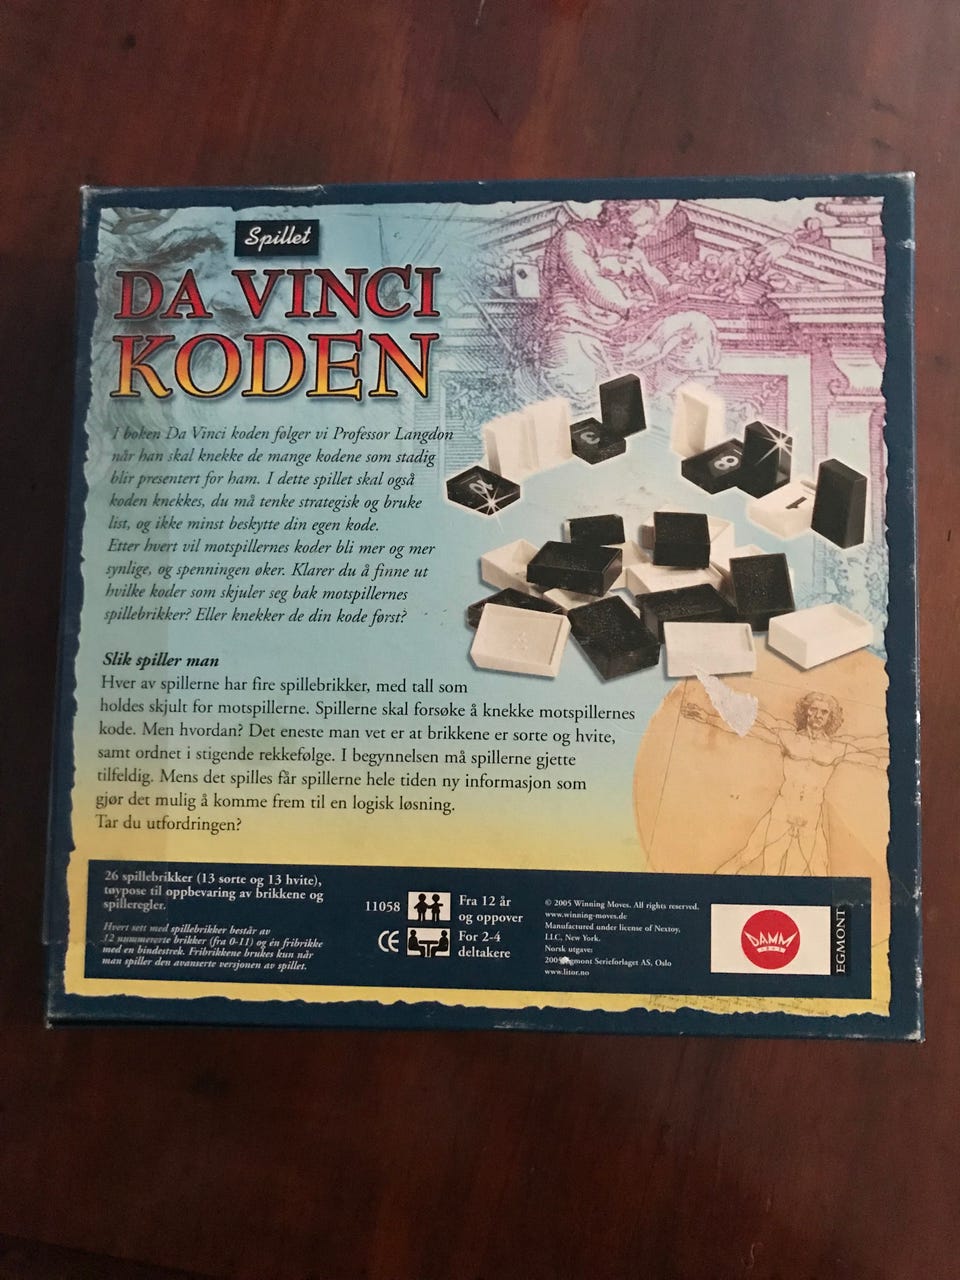 Spillet
DA VINCI
KODEN
I boken Da Vinci koden følger vi Professor Langdon
når han skal knekke de mange kodene som stadig
blir presentert for ham. I dette spillet skal også
koden knekkes, du må tenke strategisk og bruke
list, og ikke minst beskytte din egen kode.
Etter hvert vil motspillernes koder bli mer og mer
synlige, og spenningen øker. Klarer du å finne ut
hvilke koder som skjuler seg bak motspillernes
spillebrikker? Eller knekker de din kode først?
3
8
1
Slik spiller man
Hver av spillerne har fire spillebrikker, med tall som
holdes skjult for motspillerne. Spillerne skal forsøke å knekke motspillernes
kode. Men hvordan? Det eneste man vet er at brikkene er sorte og hvite,
samt ordnet i stigende rekkefølge. I begynnelsen må spillerne gjette
tilfeldig. Mens det spilles får spillerne hele tiden ny informasjon som
gjør det mulig å komme frem til en logisk løsning.
Tar du utfordringen?
26 spillebrikker (13 sorte og 13 hvite),
tøypose til oppbevaring av brikkene og
spilleregler.
Hvert sett med spillebrikker består av
12 nummererte brikker (fra 0-11) og én fribrikke
med en bindestrek. Fribrikkene brukes kun når
man spiller den avanserte versjonen av spillet.
11058
CE
Fra 12 år
og oppover
For 2-4
deltakere
© 2005 Winning Moves. All rights reserved.
www.winning-moves.de
Manufactured under license of Nextoy,
LLC, New York.
Norsk utgave:
Serieforlaget AS, Oslo
www.litor.no
DAMM
EGMONT